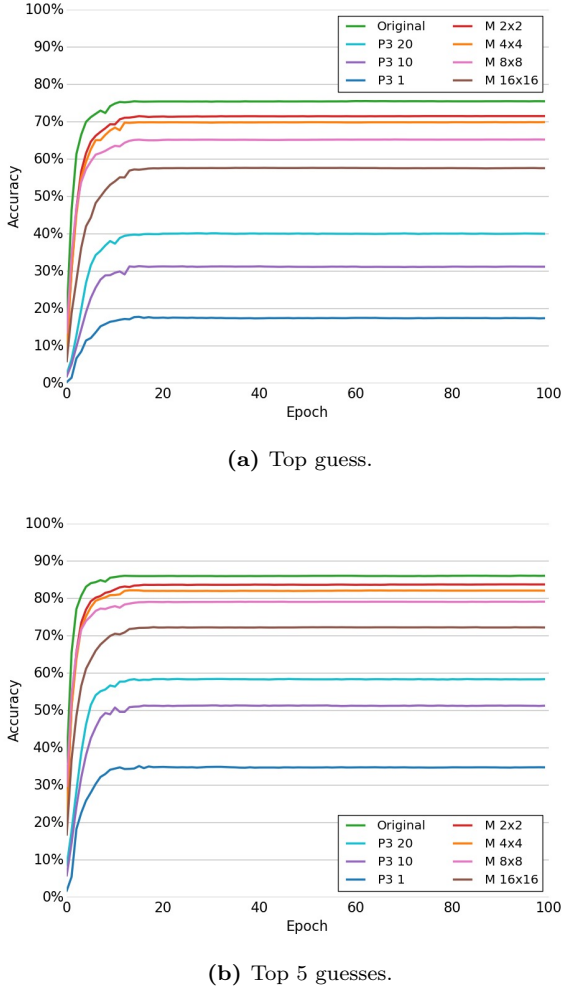 100%
90%
80%
70%
60%
50%
40%
30%
20%
10%
0%
Accuracy
Original
P3 20
P3 10
P3 1
M 2x2
M 4x4
M 8x8
M 16x16
0 20 40 60 80 100
Epoch
(a) Top guess.
100%
90%
80%
70%
60%
50%
40%
30%
20%
10%
0%
Accuracy
Original
P3 20
P3 10
P3 1
M 2x2
M 4x4
M 8x8
M 16x16
0 20 40 60 80 100
Epoch
(b) Top 5 guesses.